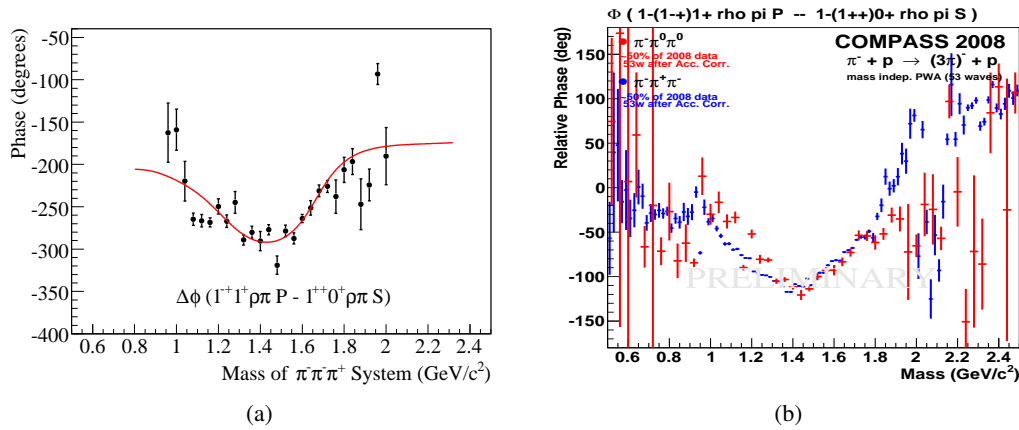 Phase (degrees)
-50
-100
-150
-200
-250
-300
-350
-400
Δϕ (1⁻⁺1⁺ρπ P - 1⁺⁺0⁺ρπ S)
0.6 0.8 1 1.2 1.4 1.6 1.8 2 2.2 2.4
Mass of π⁻π⁻π⁺ System (GeV/c²)
(a)
Φ ( 1-(1-+)1+ rho pi P -- 1-(1++)0+ rho pi S )
Relative Phase (deg)
150
100
50
0
-50
-100
-150
π⁻π⁰π⁰
~50% of 2008 data
53w after Acc. Corr.
π⁻π⁺π⁻
~50% of 2008 data
53w after Acc. Corr.
COMPASS 2008
π⁻ + p → (3π)⁻ + p
mass indep. PWA (53 waves)
PRELIMINARY
0.6 0.8 1 1.2 1.4 1.6 1.8 2 2.2 2.4
Mass (GeV/c²)
(b)